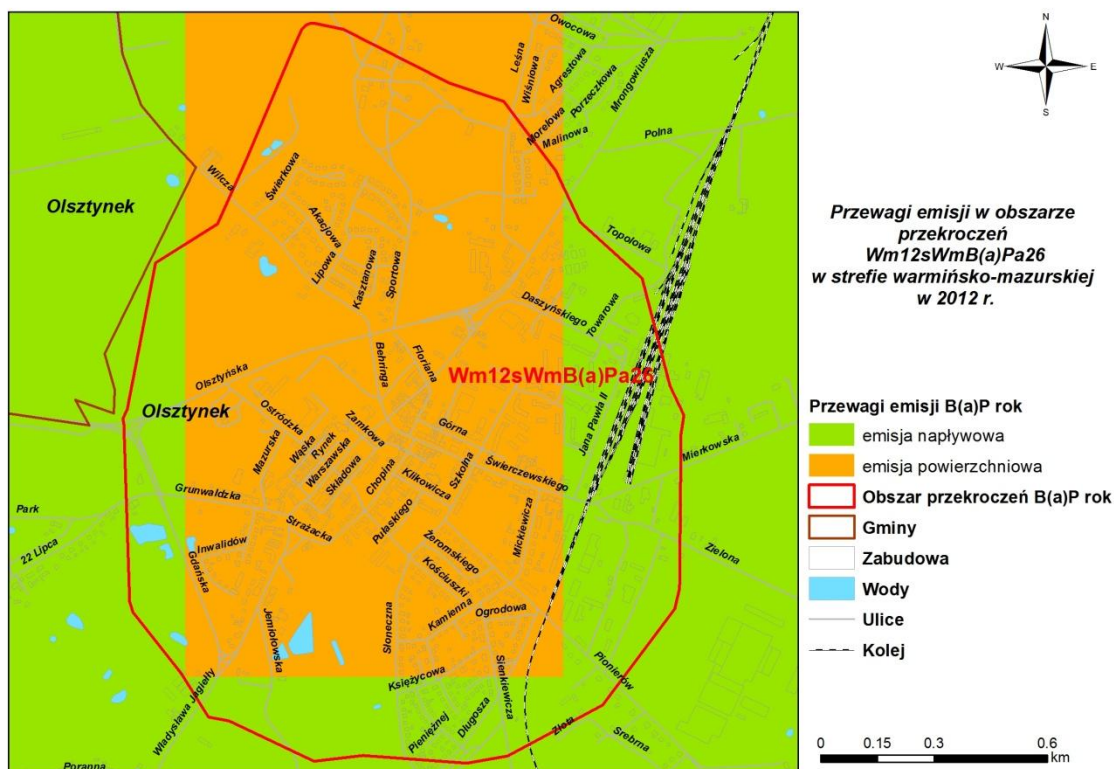 N
W E
S
Przewagi emisji w obszarze
przekroczeń
Wm12sWmB(a)Pa26
w strefie warmińsko-mazurskiej
w 2012 r.
Przewagi emisji B(a)P rok
emisja napływowa
emisja powierzchniowa
Obszar przekroczeń B(a)P rok
Gminy
Zabudowa
Wody
Ulice
Kolej
0 0.15 0.3 0.6
km
Owocowa
Leśna
Wiśniowa
Agrestowa
Porzeczkowa
Mrongowiusza
Morelowa
Malinowa
Polna
Wilcza
Świerkowa
Olsztynek
Akacjowa
Lipowa
Kasztanowa
Sportowa
Topolowa
Daszyńskiego
Towarowa
Behringa
Floriana
Wm12sWmB(a)Pa26
Olsztyńska
Olsztynek
Ostródzka
Zamkowa
Górna
Jana Pawła II
Mierkowska
Mazurska
Wąska
Rynek
Warszawska
Składowa
Chopina
Kilkowicza
Szkolna
Świerczewskiego
Grunwaldzka
Park
Strażacka
Pułaskiego
Mickiewicza
22 Lipca
Inwalidów
Gdańska
Żeromskiego
Kościuszki
Zielona
Kamienna
Ogrodowa
Jemiołowska
Słoneczna
Księżycowa
Sienkiewicza
Pionierów
Władysława Jagiełły
Pieniężnej
Długosza
Złota
Srebrna
Poranna